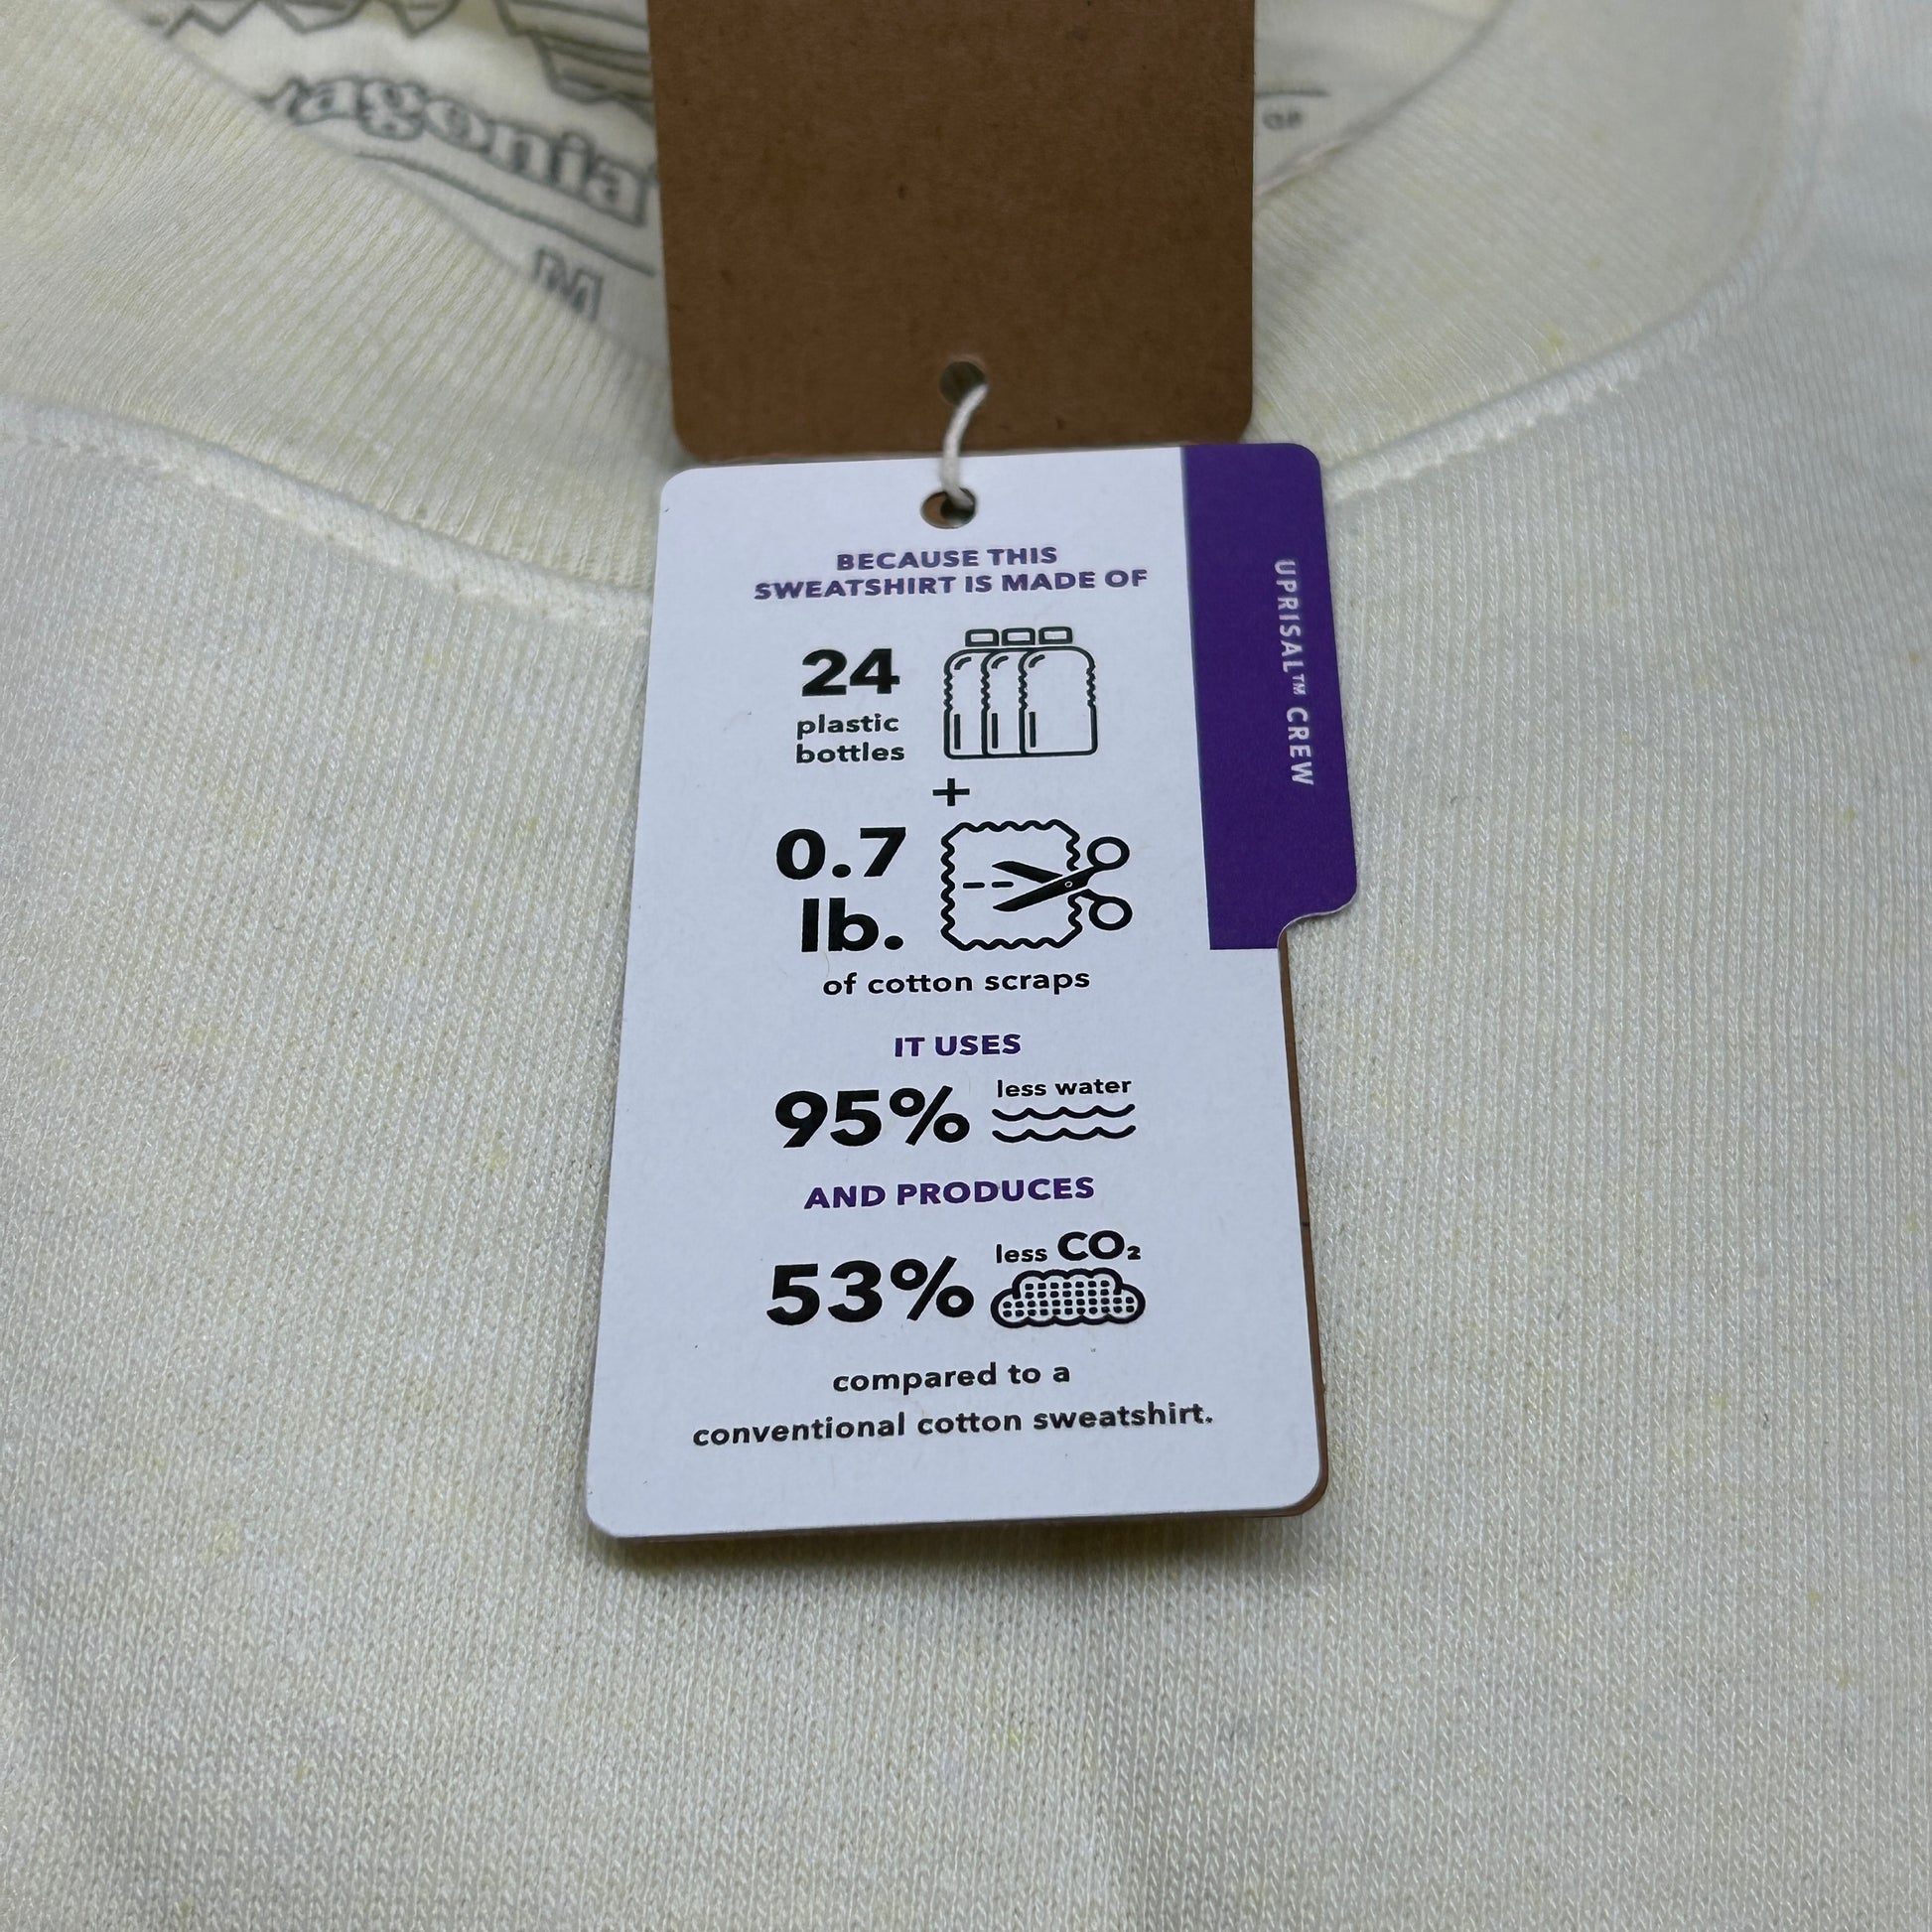 agonia
M
BECAUSE THIS
SWEATSHIRT IS MADE OF
24
plastic
bottles
+
0.7
lb.
of cotton scraps
IT USES
95%
less water
AND PRODUCES
53%
less CO₂
compared to a
conventional cotton sweatshirt.
UPRISAL™ CREW